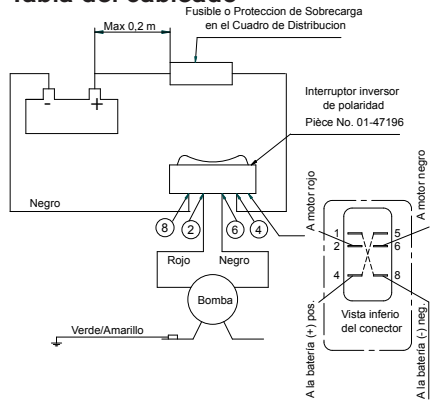 Tabla del cableado
Fusible o Proteccion de Sobrecarga
en el Cuadro de Distribucion
Max 0,2 m
- +
Interruptor inversor
de polaridad
Pièce No. 01-47196
Negro
8 2 6 4
Rojo Negro
Bomba
Verde/Amarillo
A motor rojo
A motor negro
1 5
2 6
4 8
Vista inferio
del conector
A la batería (+) pos.
A la batería (-) neg.